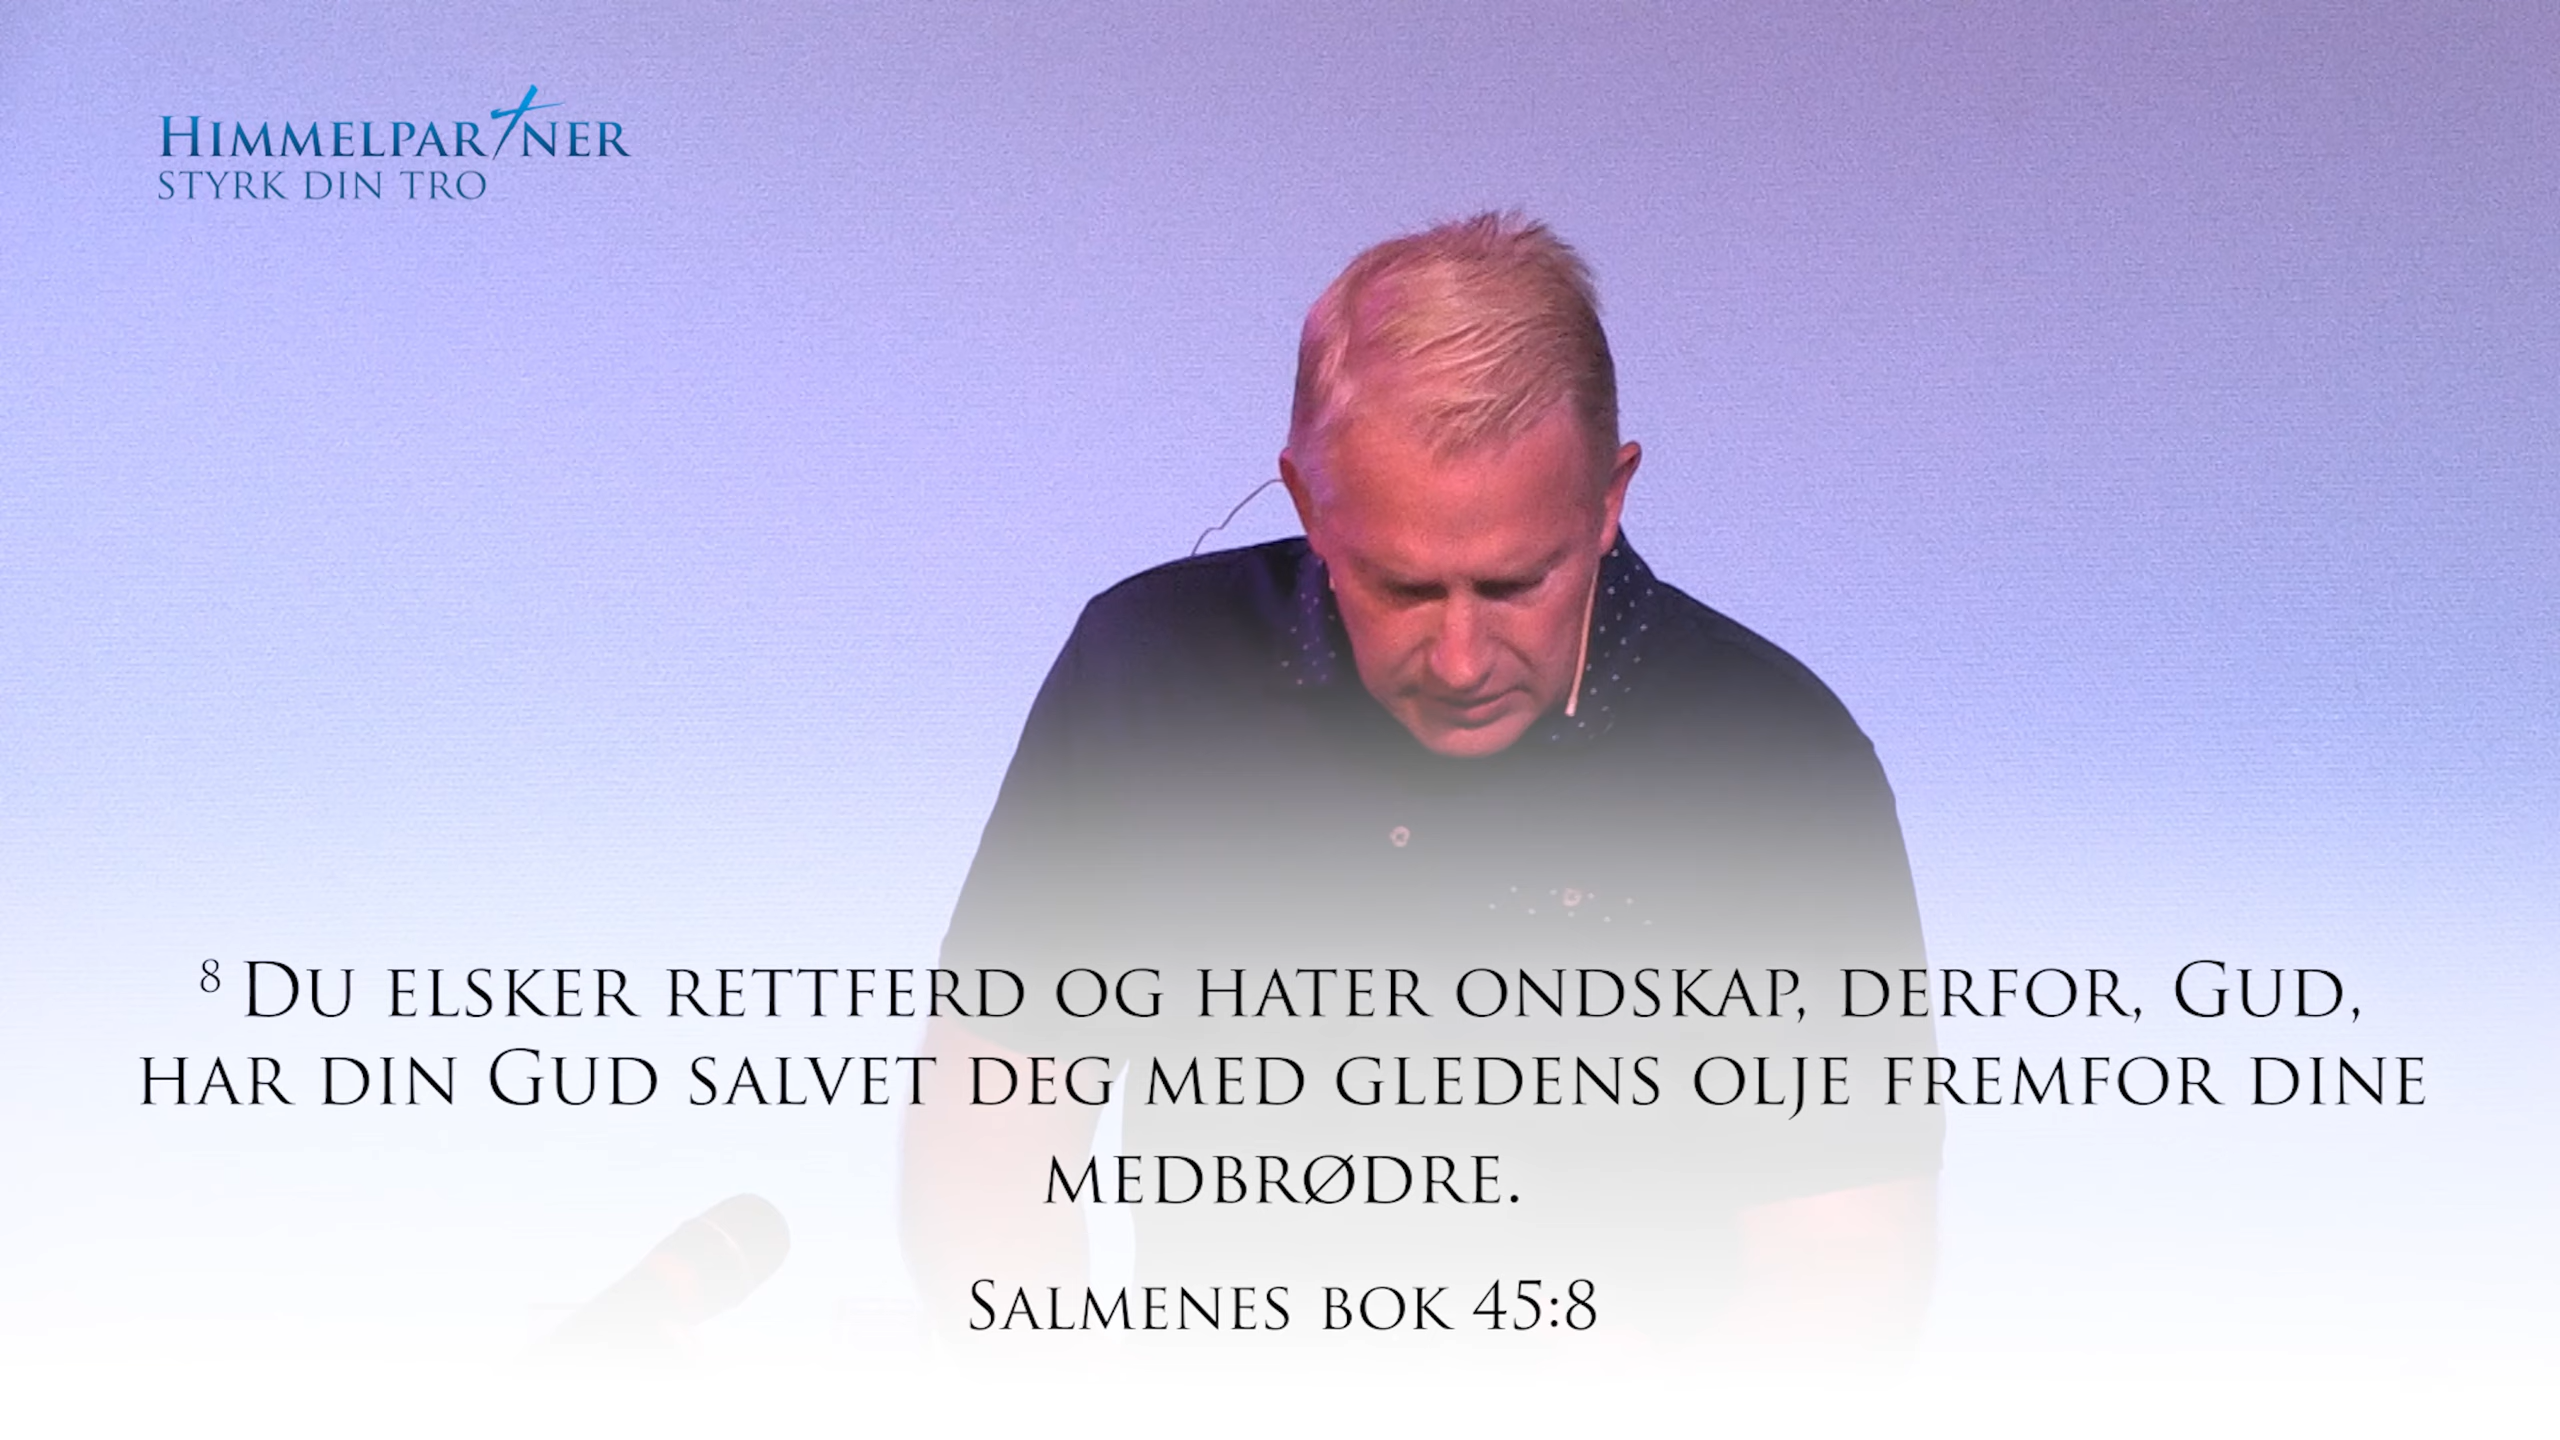 Himmelpartner
styrk din tro
8 Du elsker rettferd og hater ondskap, derfor, Gud,
har din Gud salvet deg med gledens olje fremfor dine
medbrødre.
Salmenes bok 45:8